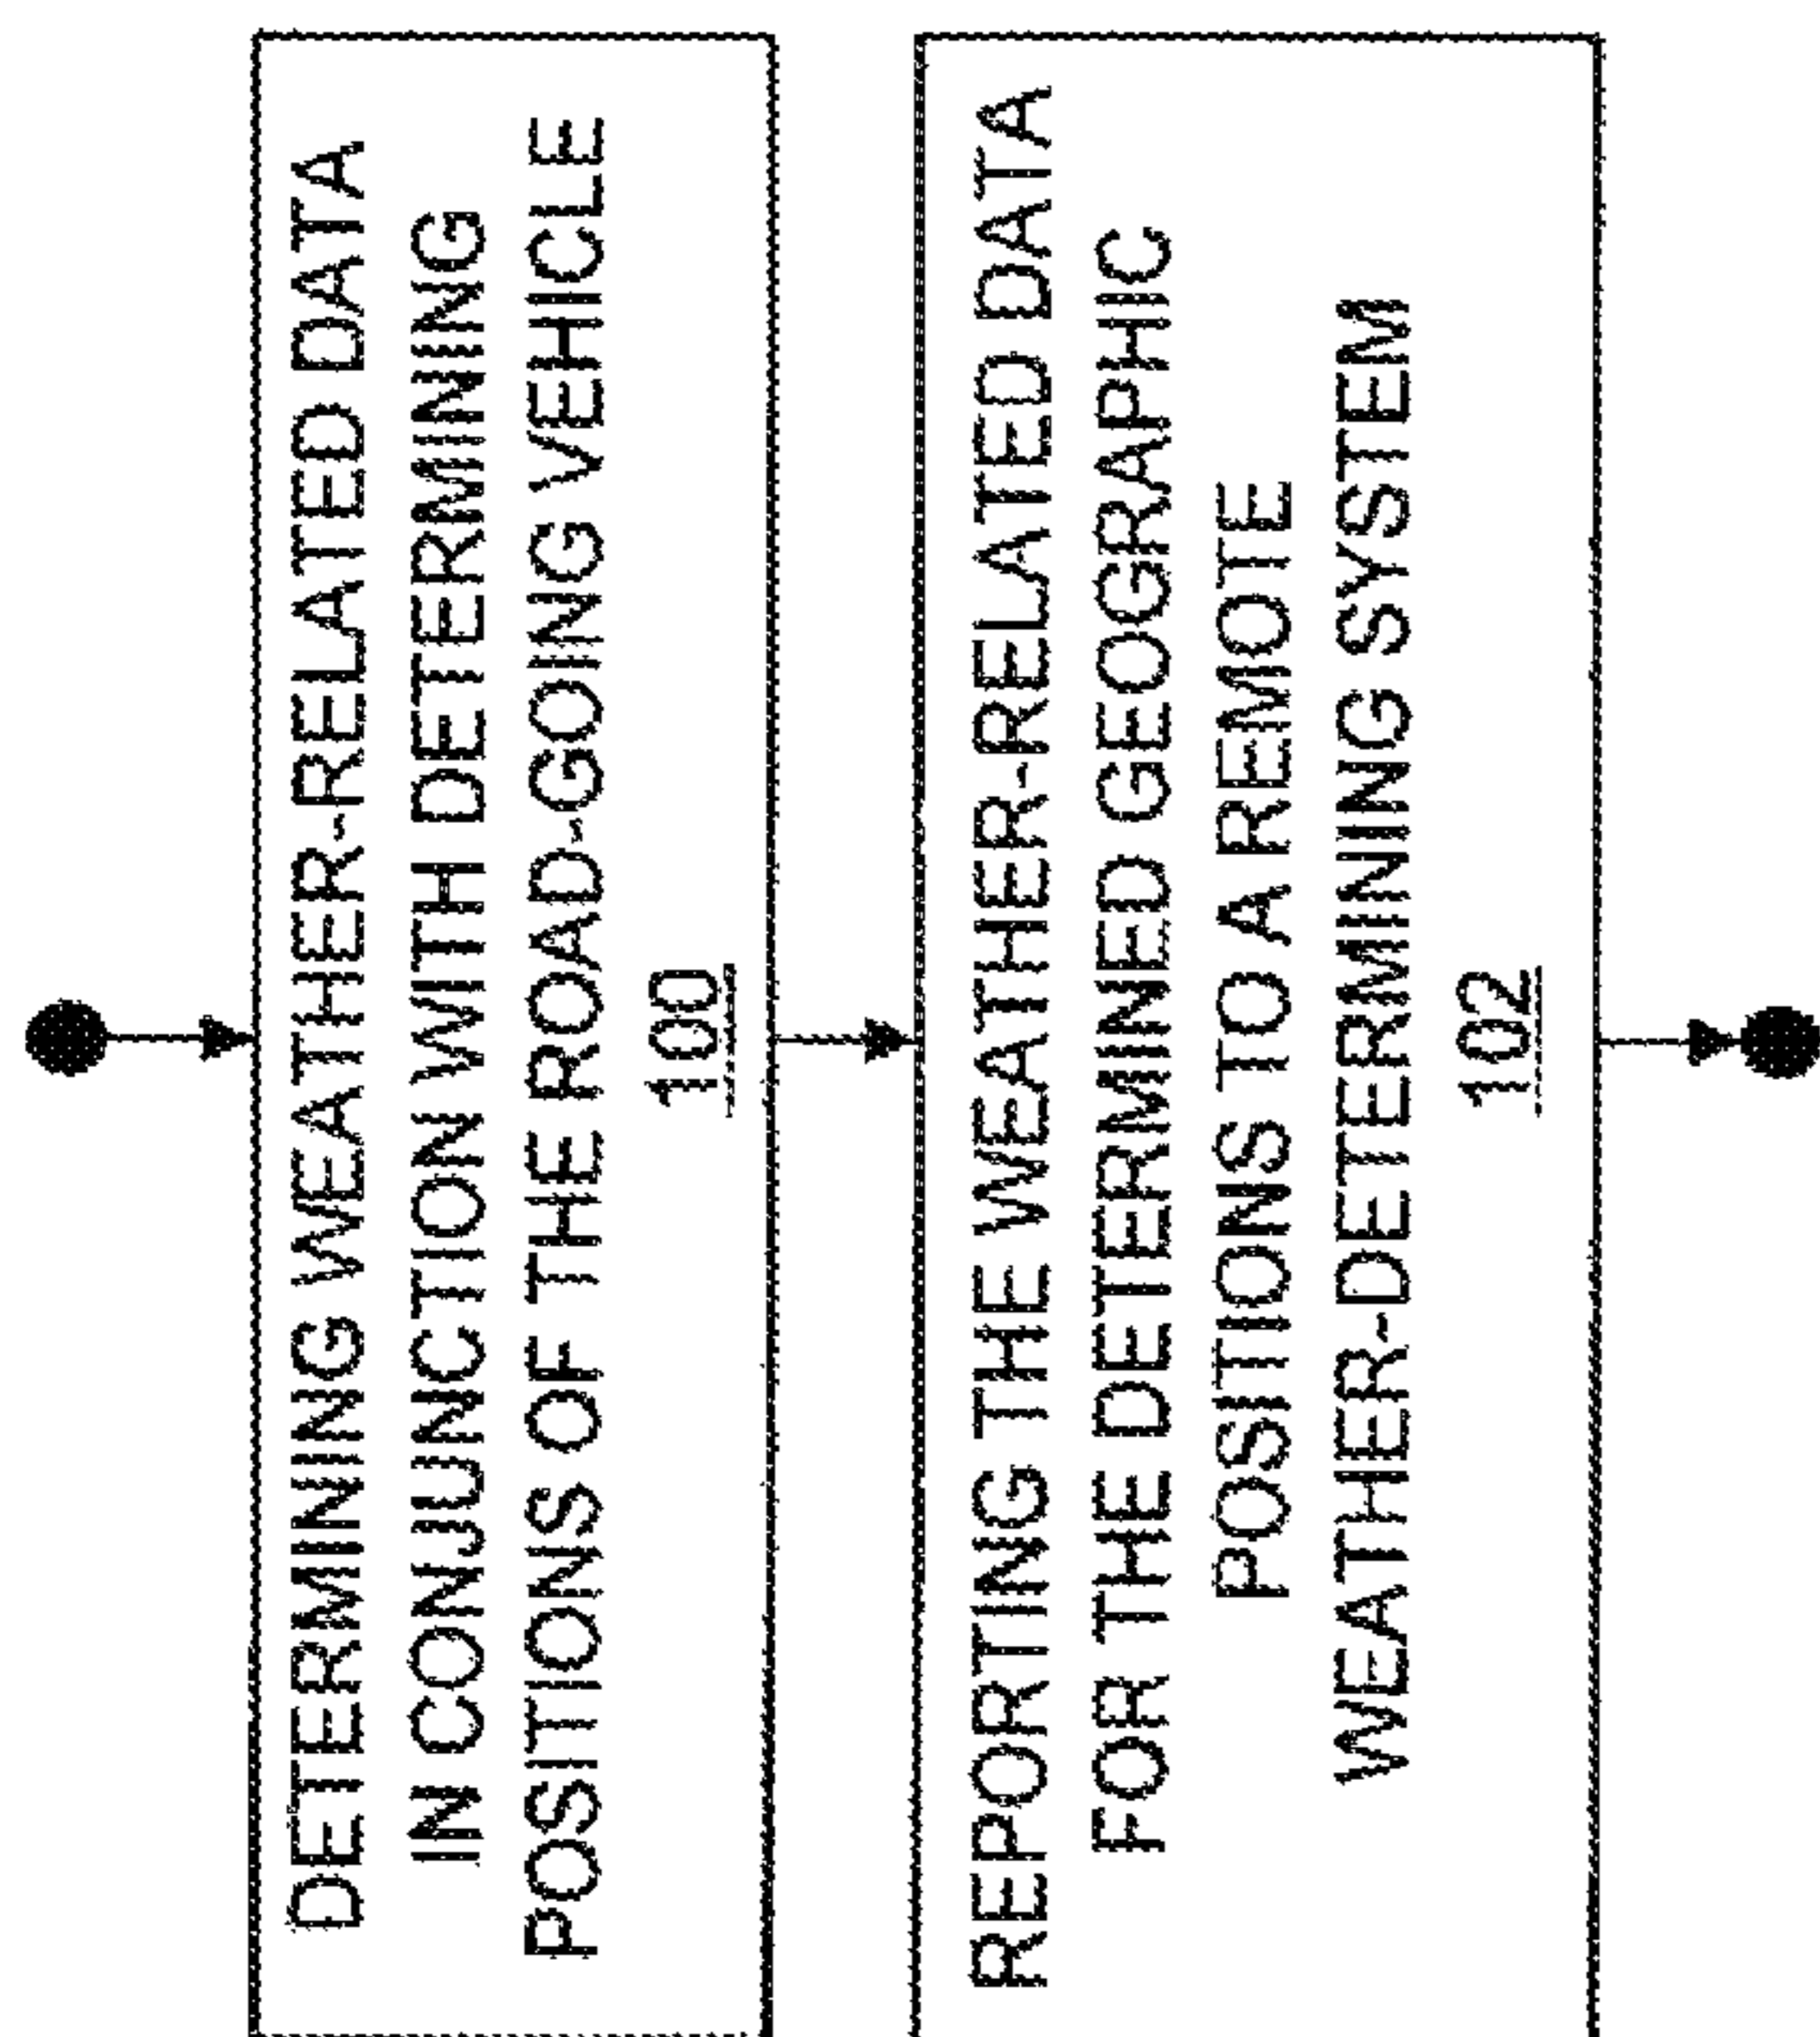 DETERMINING WEATHER-RELATED DATA
IN CONJUNCTION WITH DETERMINING
POSITIONS OF THE ROAD-GOING VEHICLE
100
REPORTING THE WEATHER-RELATED DATA
FOR THE DETERMINED GEOGRAPHIC
POSITIONS TO A REMOTE
WEATHER-DETERMINING SYSTEM
102